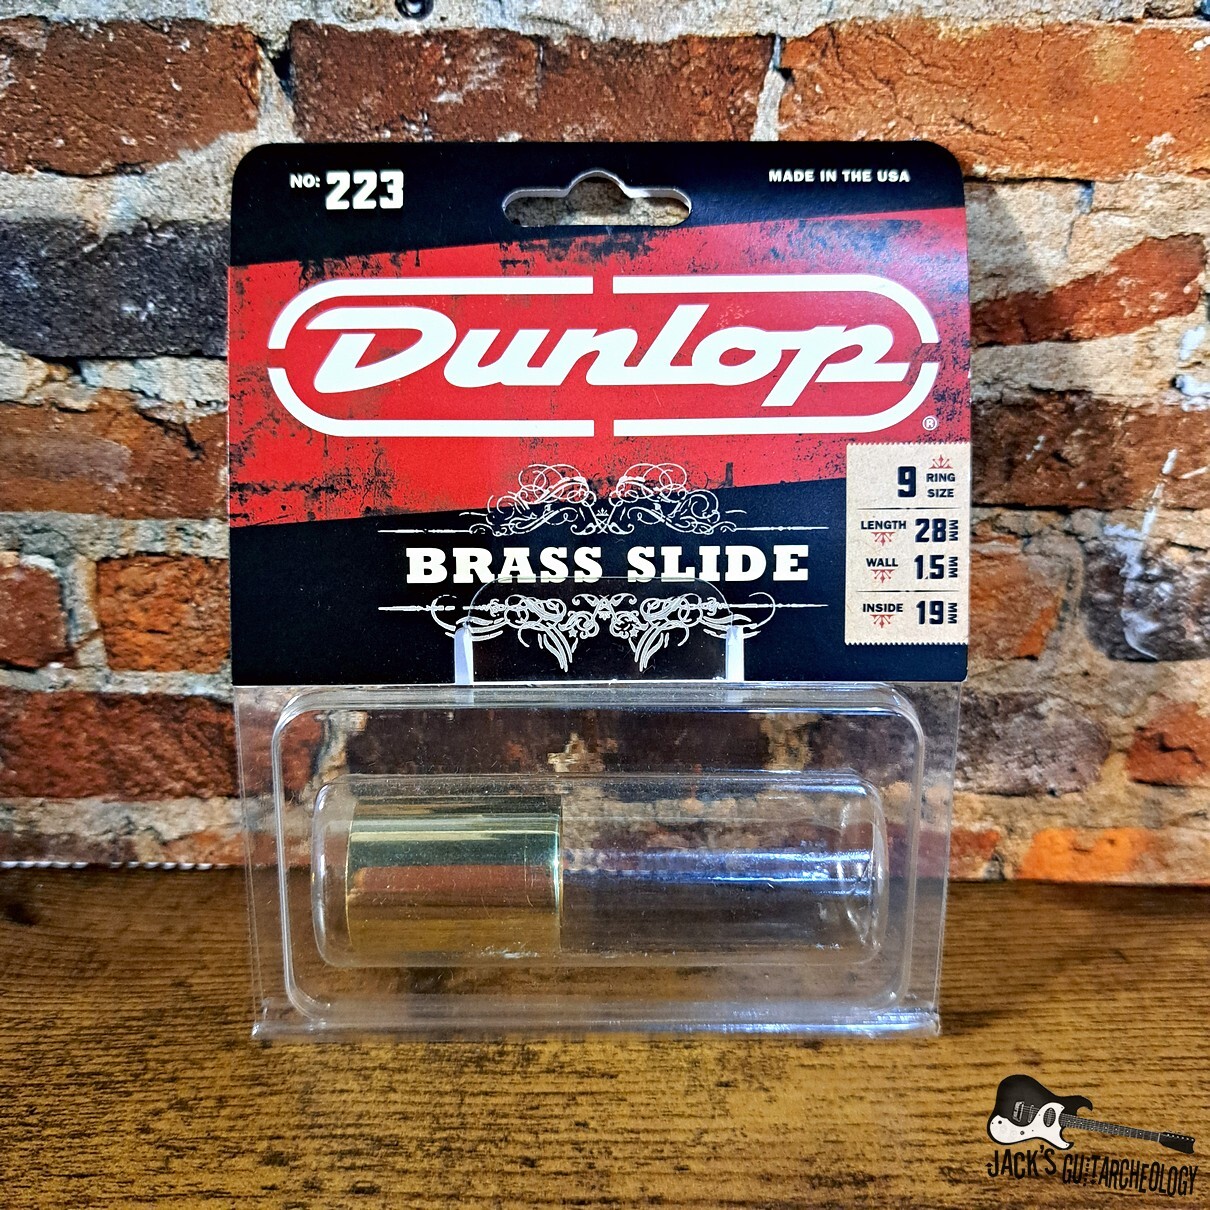 NO: 223
MADE IN THE USA
Dunlop®
BRASS SLIDE
9 RING SIZE
LENGTH 28 MM
WALL 1.5 MM
INSIDE 19 MM
JACK'S GUITARCHEOLOGY